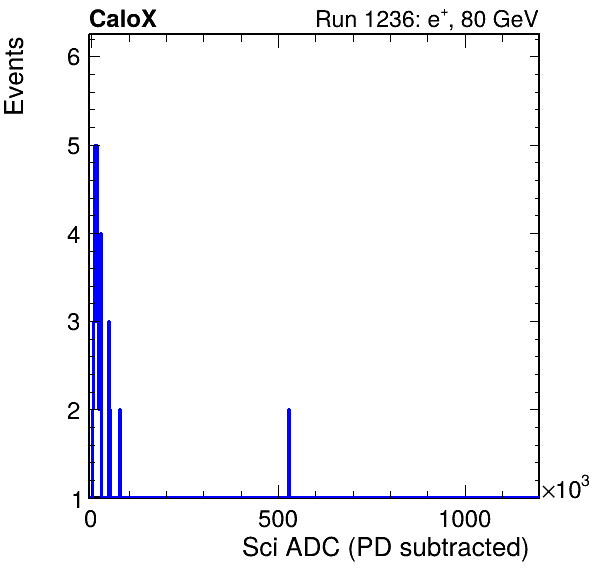 CaloX Run 1236: e⁺, 80 GeV
Events
6
5
4
3
2
1
0 500 1000 ×10³
Sci ADC (PD subtracted)